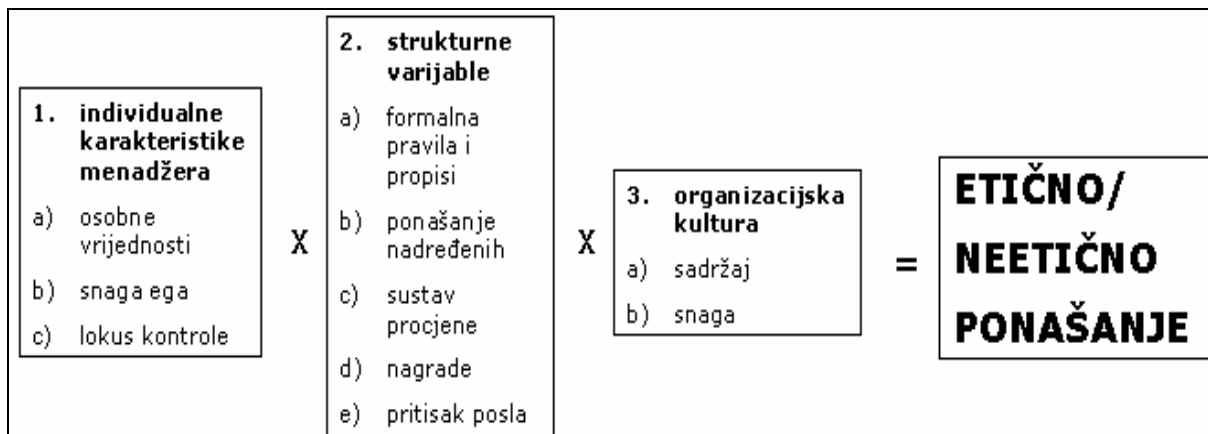 1. individualne
karakteristike
menadžera
a) osobne
vrijednosti
b) snaga ega
c) lokus kontrole
X
2. strukturne
varijable
a) formalna
pravila i
propisi
b) ponašanje
nadređenih
c) sustav
procjene
d) nagrade
e) pritisak posla
X
3. organizacijska
kultura
a) sadržaj
b) snaga
=
ETIČNO/
NEETIČNO
PONAŠANJE